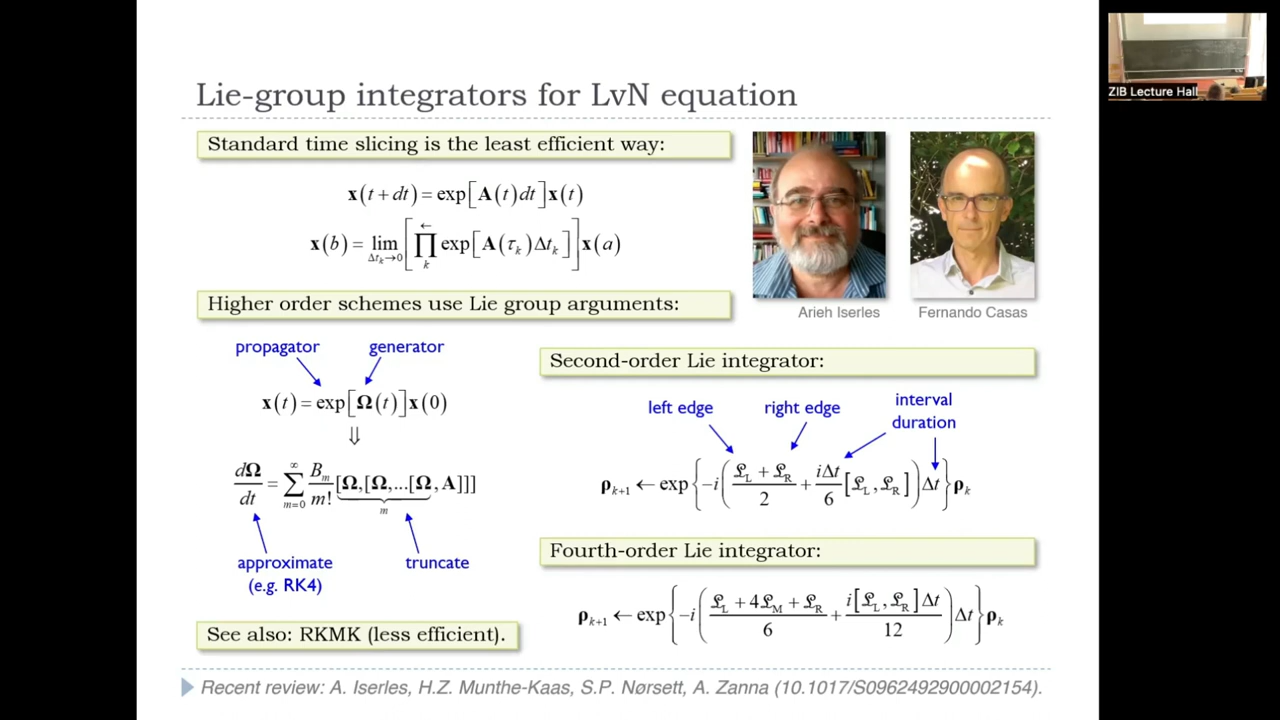 Lie-group integrators for LvN equation
ZIB Lecture Hall
Standard time slicing is the least efficient way:
x(t + dt) = exp[A(t)dt]x(t)
x(b) = lim_{Δt_k→0} [∏_k^← exp[A(τ_k)Δt_k]]x(a)
Arieh Iserles
Fernando Casas
Higher order schemes use Lie group arguments:
propagator
generator
x(t) = exp[Ω(t)]x(0)
⇓
dΩ/dt = ∑_{m=0}^∞ B_m/m! [Ω,[Ω,...[Ω,A]]]
m
approximate
(e.g. RK4)
truncate
See also: RKMK (less efficient).
Second-order Lie integrator:
left edge
right edge
interval
duration
ρ_{k+1} ← exp{−i((𝓛_L + 𝓛_R)/2 + iΔt/6 [𝓛_L, 𝓛_R])Δt}ρ_k
Fourth-order Lie integrator:
ρ_{k+1} ← exp{−i((𝓛_L + 4𝓛_M + 𝓛_R)/6 + i[𝓛_L, 𝓛_R]Δt/12)Δt}ρ_k
Recent review: A. Iserles, H.Z. Munthe-Kaas, S.P. Nørsett, A. Zanna (10.1017/S0962492900002154).